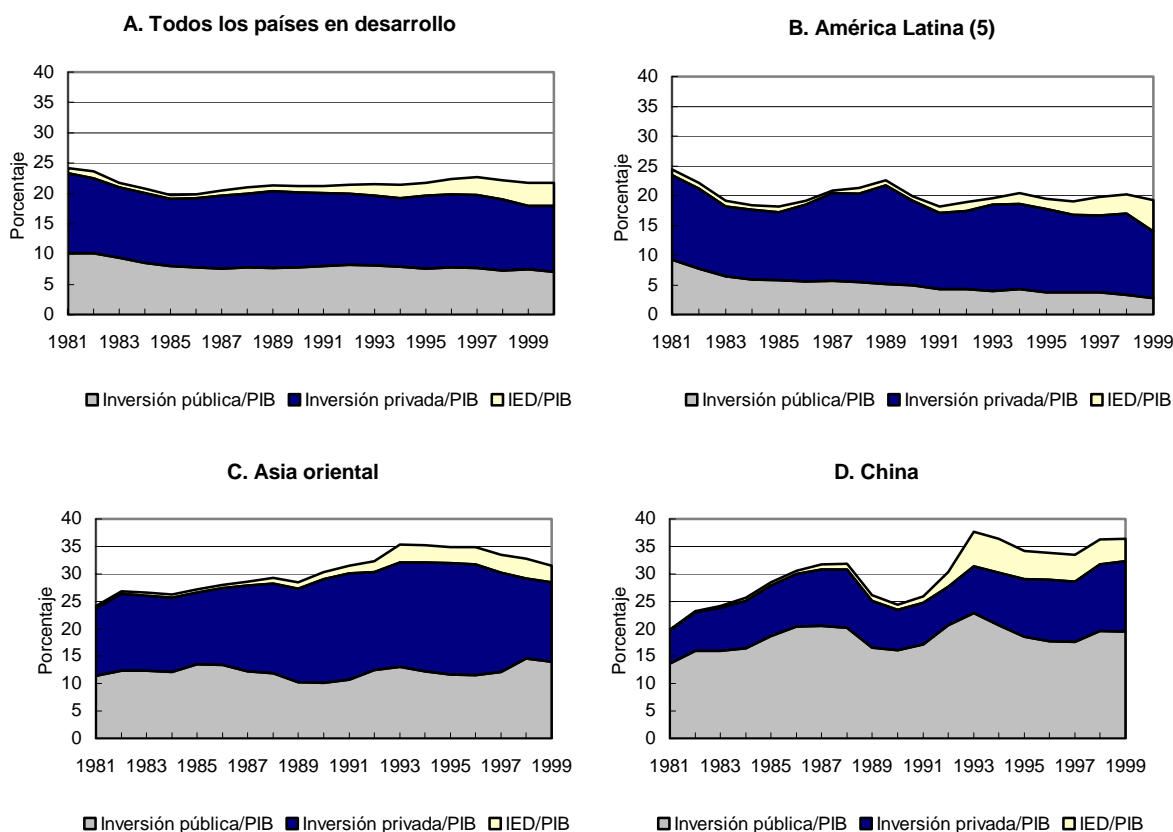 A. Todos los países en desarrollo
Porcentaje
40
35
30
25
20
15
10
5
0
1981 1983 1985 1987 1989 1991 1993 1995 1997 1999
Inversión pública/PIB Inversión privada/PIB IED/PIB
B. América Latina (5)
Porcentaje
40
35
30
25
20
15
10
5
0
1981 1983 1985 1987 1989 1991 1993 1995 1997 1999
Inversión pública/PIB Inversión privada/PIB IED/PIB
C. Asia oriental
Porcentaje
40
35
30
25
20
15
10
5
0
1981 1983 1985 1987 1989 1991 1993 1995 1997 1999
Inversión pública/PIB Inversión privada/PIB IED/PIB
D. China
Porcentaje
40
35
30
25
20
15
10
5
0
1981 1983 1985 1987 1989 1991 1993 1995 1997 1999
Inversión pública/PIB Inversión privada/PIB IED/PIB